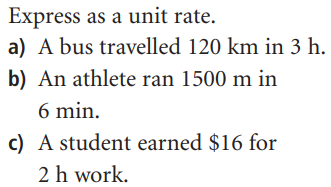 Express as a unit rate.
a) A bus travelled 120 km in 3 h.
b) An athlete ran 1500 m in
6 min.
c) A student earned $16 for
2 h work.